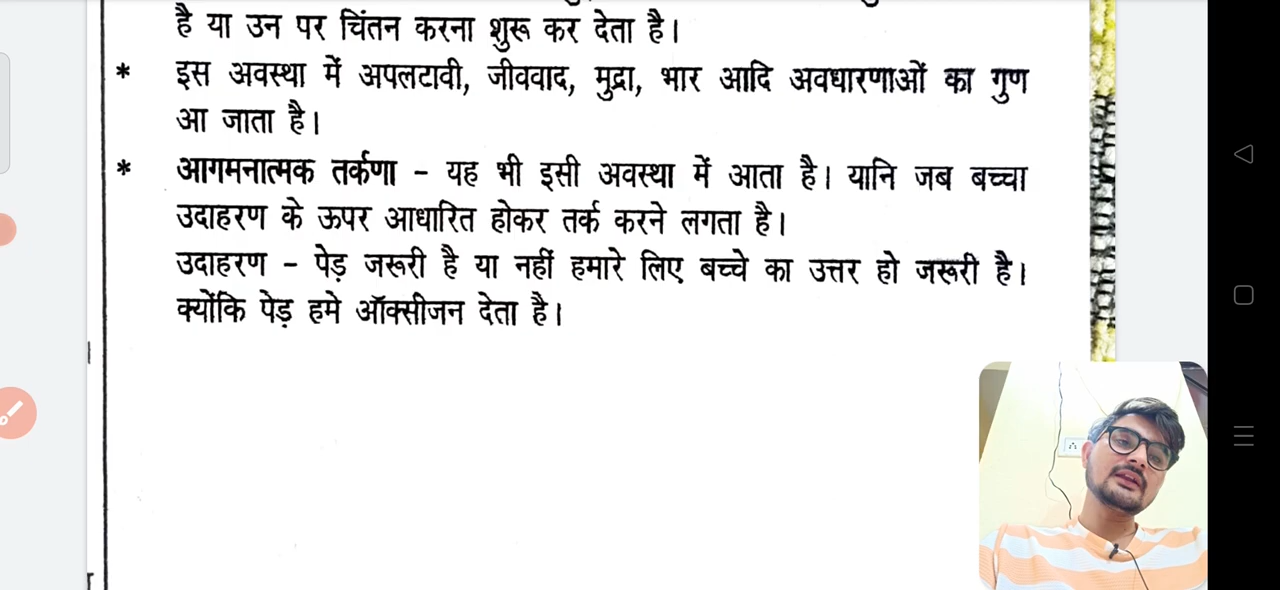 है या उन पर चिंतन करना शुरू कर देता है।
* इस अवस्था में अपलटावी, जीववाद, मुद्रा, भार आदि अवधारणाओं का गुण
आ जाता है।
* आगमनात्मक तर्कणा - यह भी इसी अवस्था में आता है। यानि जब बच्चा
उदाहरण के ऊपर आधारित होकर तर्क करने लगता है।
उदाहरण - पेड़ जरूरी है या नहीं हमारे लिए बच्चे का उत्तर हो जरूरी है।
क्योंकि पेड़ हमे ऑक्सीजन देता है।